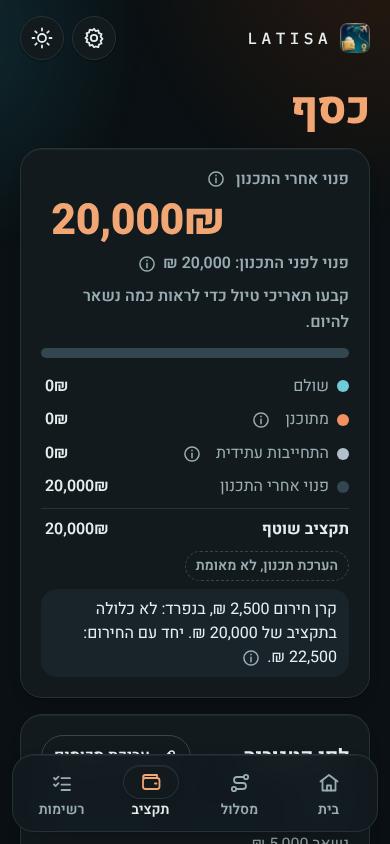 LATISA
כסף
פנוי אחרי התכנון
20,000₪
פנוי לפני התכנון: 20,000 ₪
קבעו תאריכי טיול כדי לראות כמה נשאר
להיום.
שולם 0₪
מתוכנן 0₪
התחייבות עתידית 0₪
פנוי אחרי התכנון 20,000₪
תקציב שוטף 20,000₪
הערכת תכנון, לא מאומת
קרן חירום 2,500 ₪, בנפרד: לא כלולה
בתקציב של 20,000 ₪. יחד עם החירום:
22,500 ₪.
בית
מסלול
תקציב
רשימות
נשאר 5,000 ₪